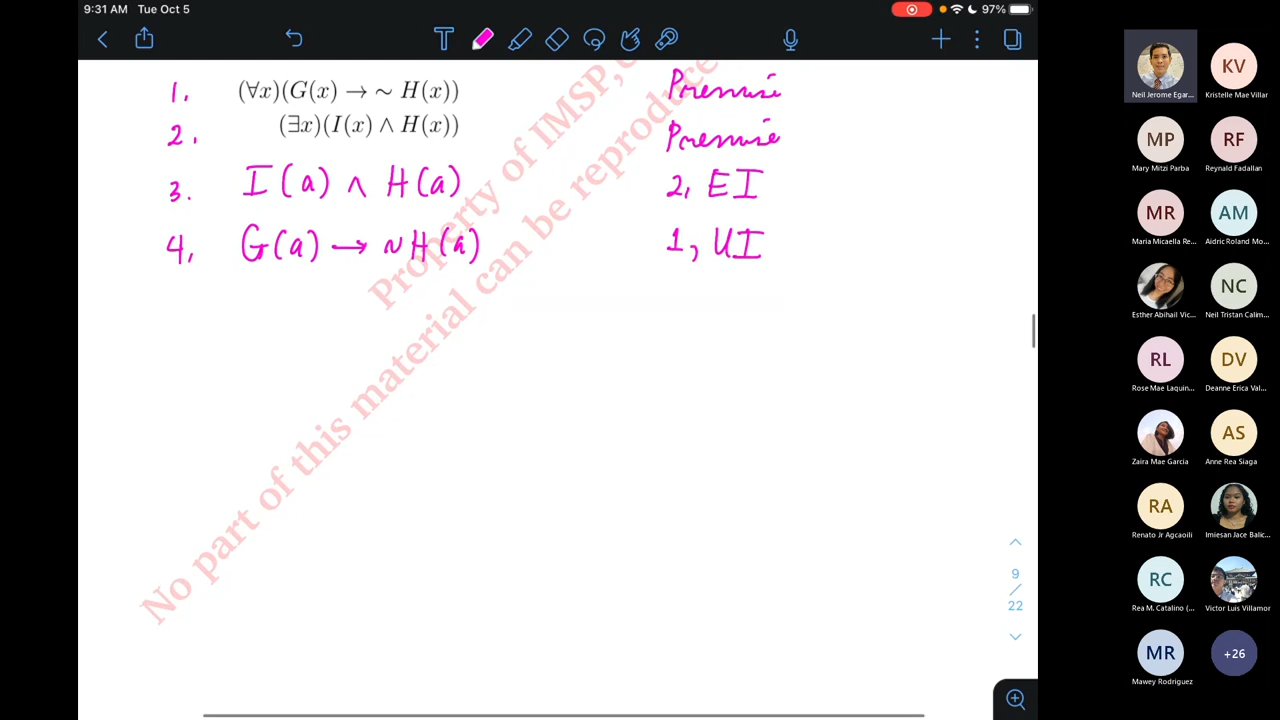 9:31 AM Tue Oct 5
97%
1. (∀x)(G(x) → ∼ H(x)) Premise
2. (∃x)(I(x) ∧ H(x)) Premise
3. I(a) ∧ H(a) 2, EI
4. G(a) → ~H(a) 1, UI
No part of this material can be reproduce
Property of IMSP,
9
/
22
Neil Jerome Egar...
KV
Kristelle Mae Villar
MP
Mary Mitzi Parba
RF
Reynald Fadallan
MR
Maria Micaella Re...
AM
Aidric Roland Mo...
Esther Abihail Vic...
NC
Neil Tristan Calim...
RL
Rose Mae Laquin...
DV
Deanne Erica Val...
Zaira Mae Garcia
AS
Anne Rea Siaga
RA
Renato Jr Agcaoili
Imiesan Jace Balic...
RC
Rea M. Catalino (...
Victor Luis Villamor
MR
Mawey Rodriguez
+26